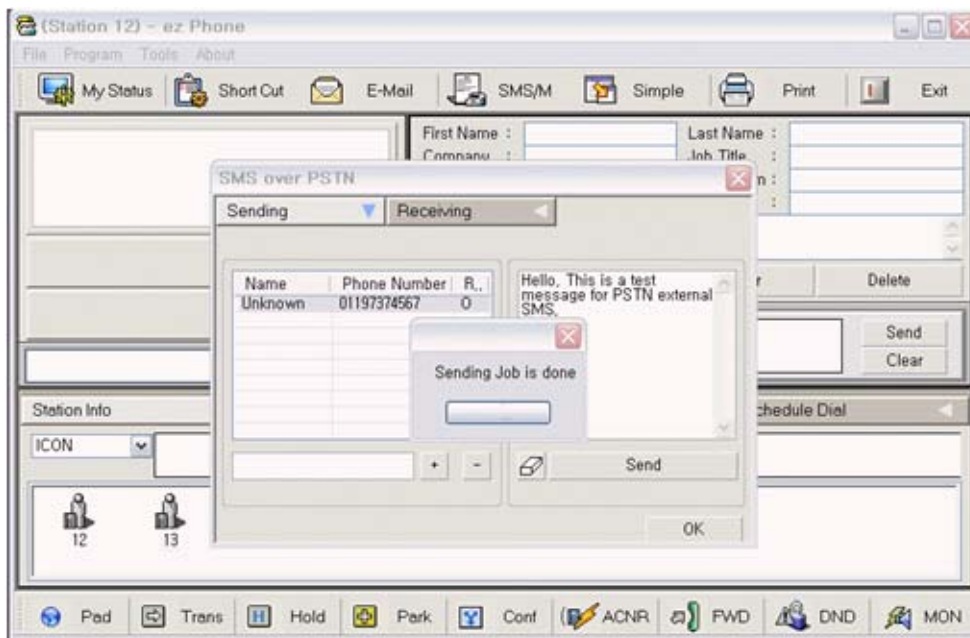 (Station 12) - ez Phone
File Program Tools About
My Status Short Cut E-Mail SMS/M Simple Print Exit
First Name : Last Name :
Company : Job Title :
n :
:
SMS over PSTN
Sending Receiving
Name Phone Number R,,
Unknown 01197374567 O
Hello, This is a test
message for PSTN external
SMS,
Delete
Send
Clear
Sending Job is done
Station Info chedule Dial
ICON
+ - Send
OK
12 13
Pad Trans H Hold Park Y Conf ACNR FWD DND MON